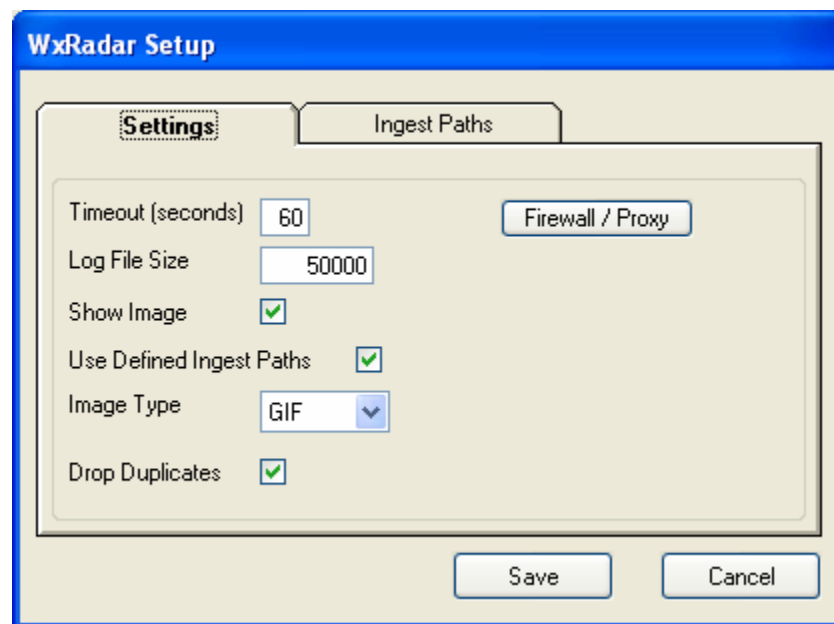 WxRadar Setup
Settings
Ingest Paths
Timeout (seconds) 60 Firewall / Proxy
Log File Size 50000
Show Image
Use Defined Ingest Paths
Image Type GIF
Drop Duplicates
Save Cancel